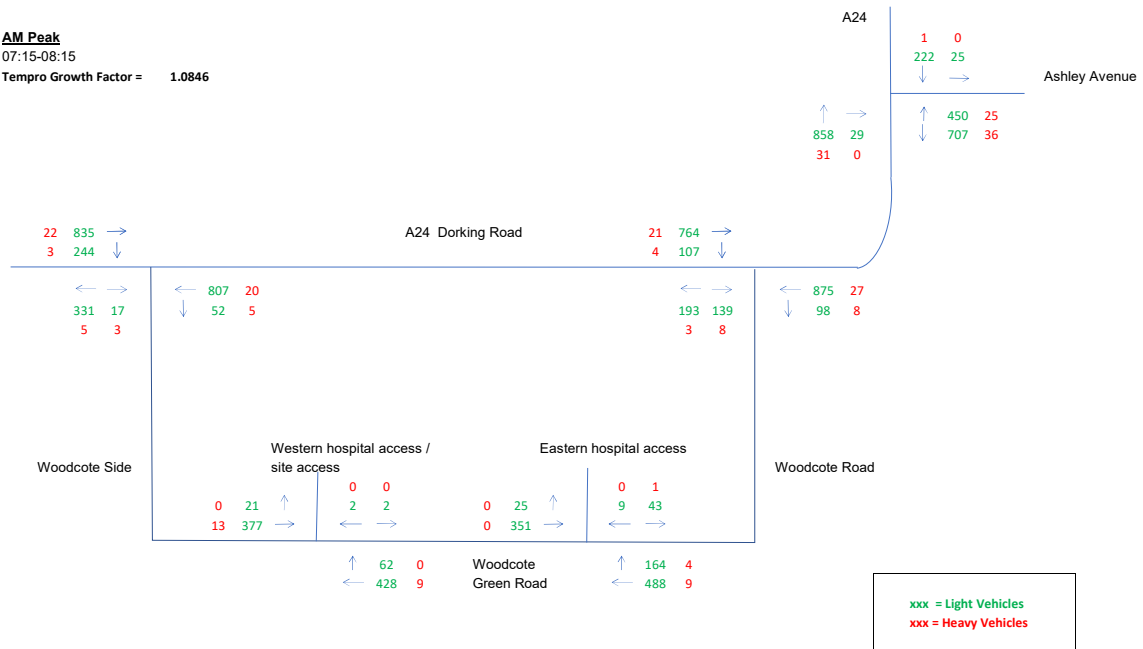 A24
AM Peak
07:15-08:15
Tempro Growth Factor = 1.0846
1 0
222 25
Ashley Avenue
450 25
858 29
707 36
31 0
22 835
A24 Dorking Road
21 764
3 244
4 107
807 20
875 27
331 17
52 5
193 139
98 8
5 3
3 8
Western hospital access /
site access
Eastern hospital access
Woodcote Side
Woodcote Road
0 0
0 1
0 21
2 2
0 25
9 43
13 377
0 351
62 0
Woodcote
Green Road
164 4
428 9
488 9
xxx = Light Vehicles
xxx = Heavy Vehicles